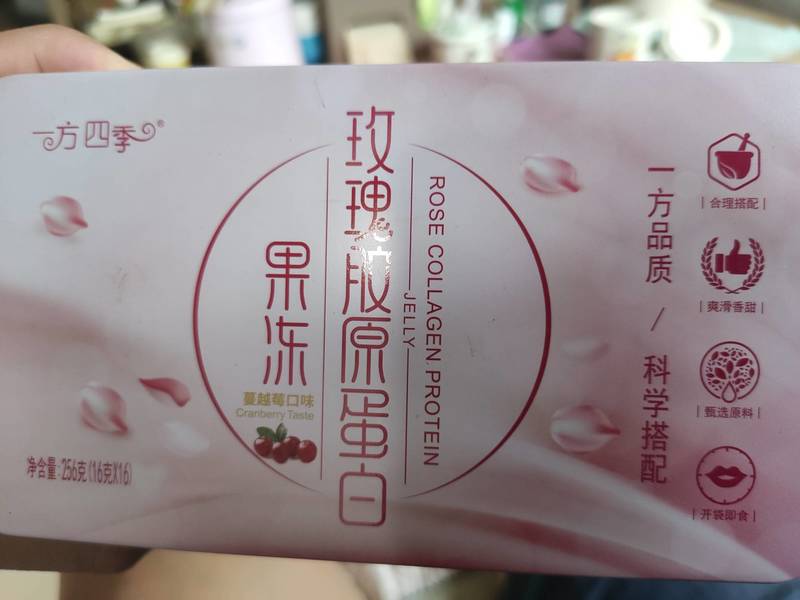 一方四季®
玫瑰胶原蛋白
果冻
ROSE COLLAGEN PROTEIN
JELLY
蔓越莓口味
Cranberry Taste
净含量:256克(16克X16)
一方品质 / 科学搭配
合理搭配
爽滑香甜
甄选原料
开袋即食